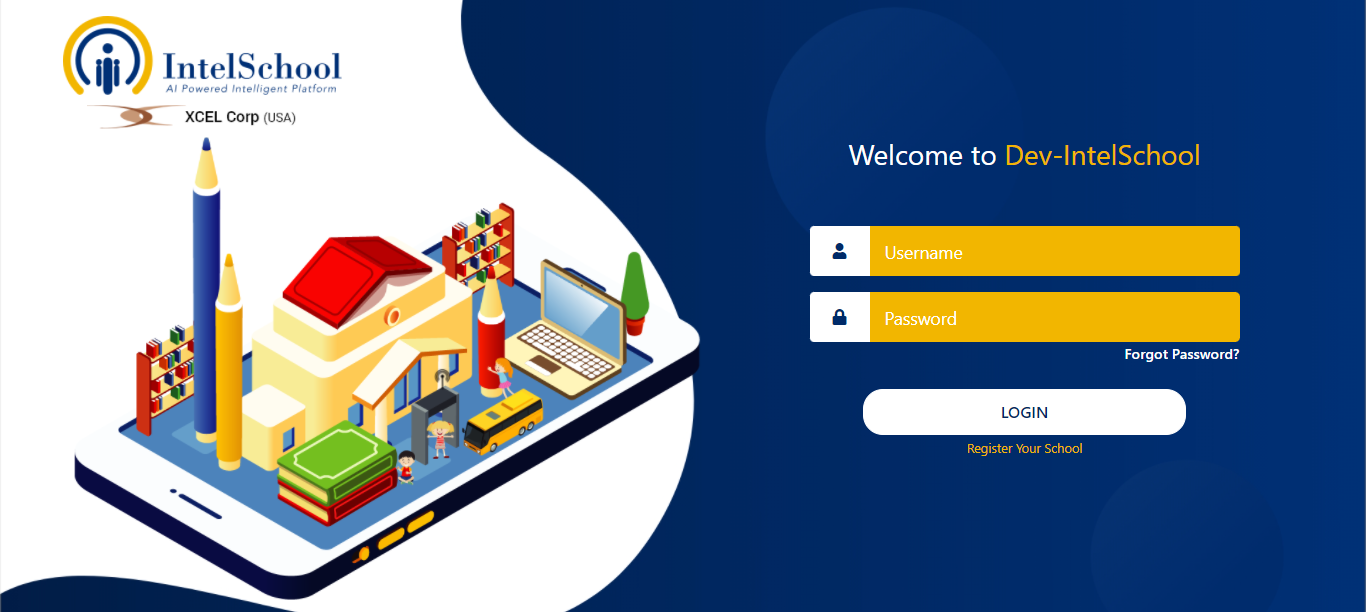 IntelSchool
AI Powered Intelligent Platform
XCEL Corp (USA)
Welcome to Dev-IntelSchool
Username
Password
Forgot Password?
LOGIN
Register Your School